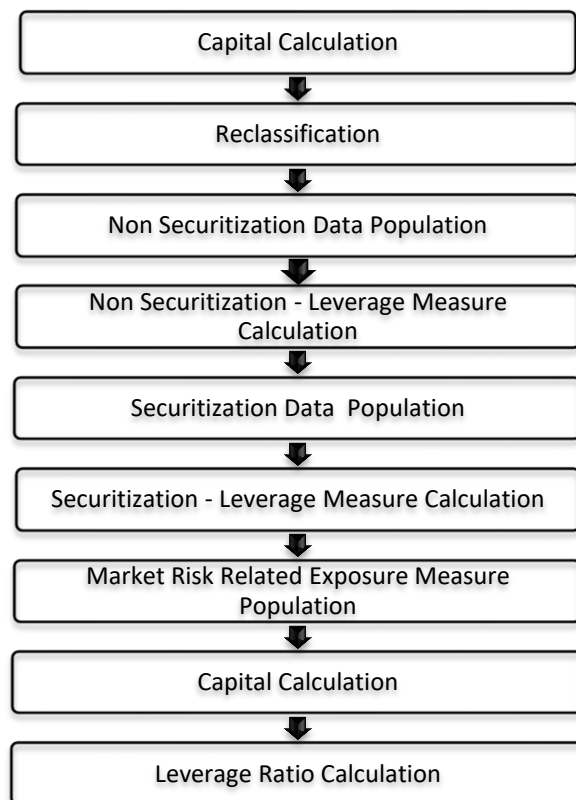 Capital Calculation
Reclassification
Non Securitization Data Population
Non Securitization - Leverage Measure
Calculation
Securitization Data Population
Securitization - Leverage Measure Calculation
Market Risk Related Exposure Measure
Population
Capital Calculation
Leverage Ratio Calculation